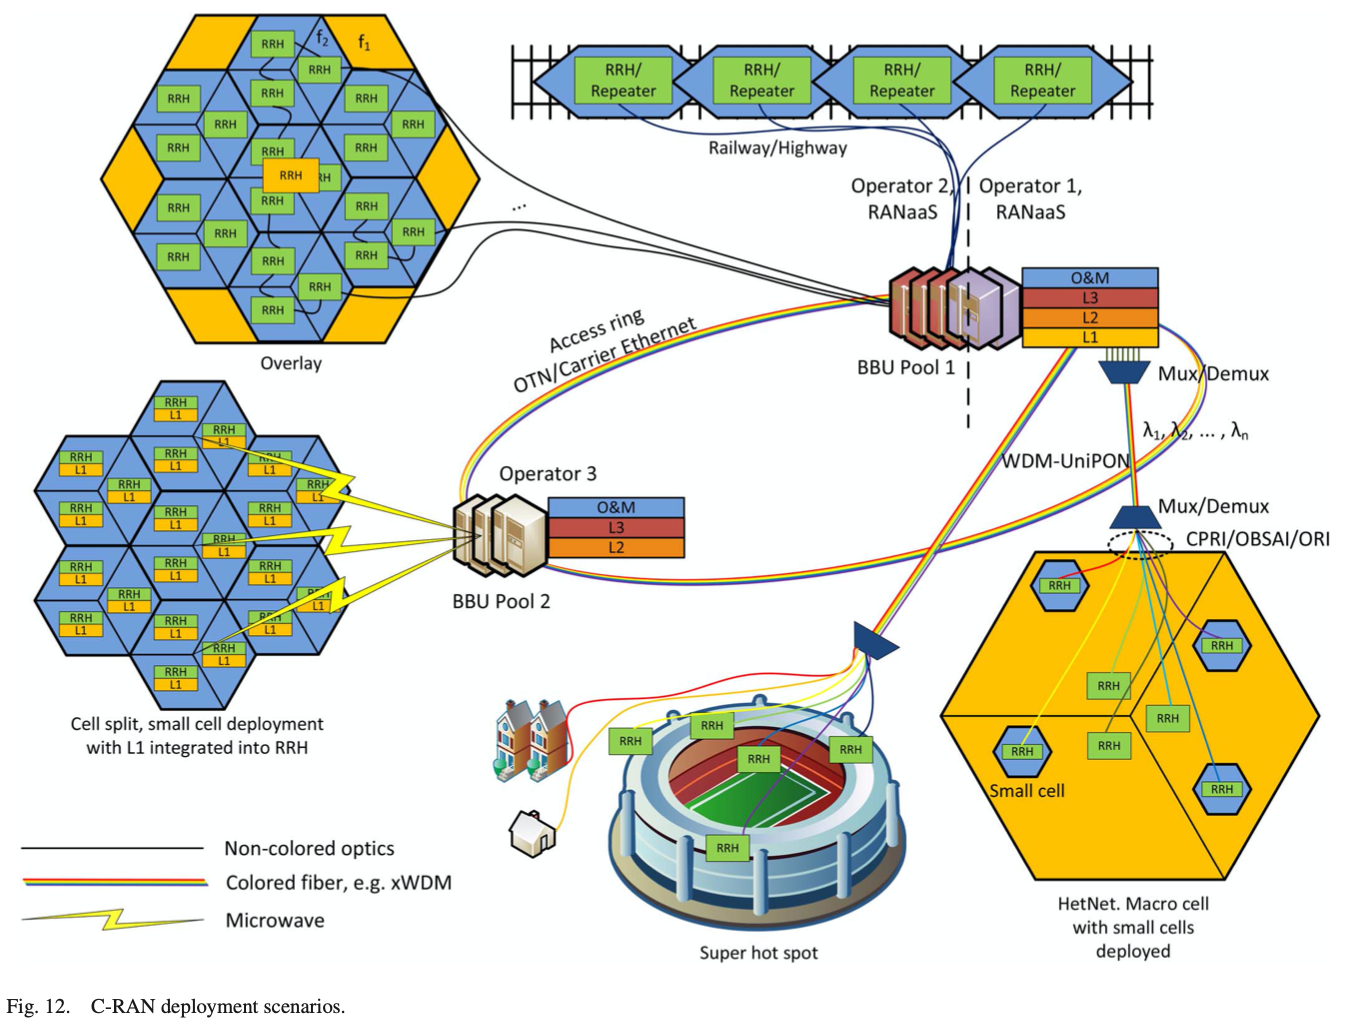 f2
f1
RRH
RRH
RRH
RRH
RRH
RRH
RRH
RRH
RRH
RRH
RRH
RRH
RH
RRH
RRH
RRH
RRH
RRH
RRH
RRH
RRH
RRH
RRH
RRH
Overlay
RRH/
Repeater
RRH/
Repeater
RRH/
Repeater
RRH/
Repeater
Railway/Highway
...
Operator 2,
RANaaS
Operator 1,
RANaaS
O&M
L3
L2
L1
BBU Pool 1
Access ring
OTN/Carrier Ethernet
Mux/Demux
λ1, λ2, ... , λn
WDM-UniPON
Mux/Demux
CPRI/OBSAI/ORI
Operator 3
O&M
L3
L2
BBU Pool 2
RRH
L1
RRH
L1
RRH
L1
RRH
L1
RRH
L1
RRH
L1
RRH
L1
RRH
L1
RRH
L1
RRH
L1
RRH
L1
RRH
L1
RRH
L1
RRH
L1
RRH
L1
RRH
L1
RRH
L1
RRH
L1
RRH
L1
RRH
L1
RRH
L1
Cell split, small cell deployment
with L1 integrated into RRH
RRH
RRH
RRH
RRH
RRH
Super hot spot
RRH
RRH
RRH
RRH
RRH
RRH
RRH
Small cell
HetNet. Macro cell
with small cells
deployed
Non-colored optics
Colored fiber, e.g. xWDM
Microwave
Fig. 12. C-RAN deployment scenarios.